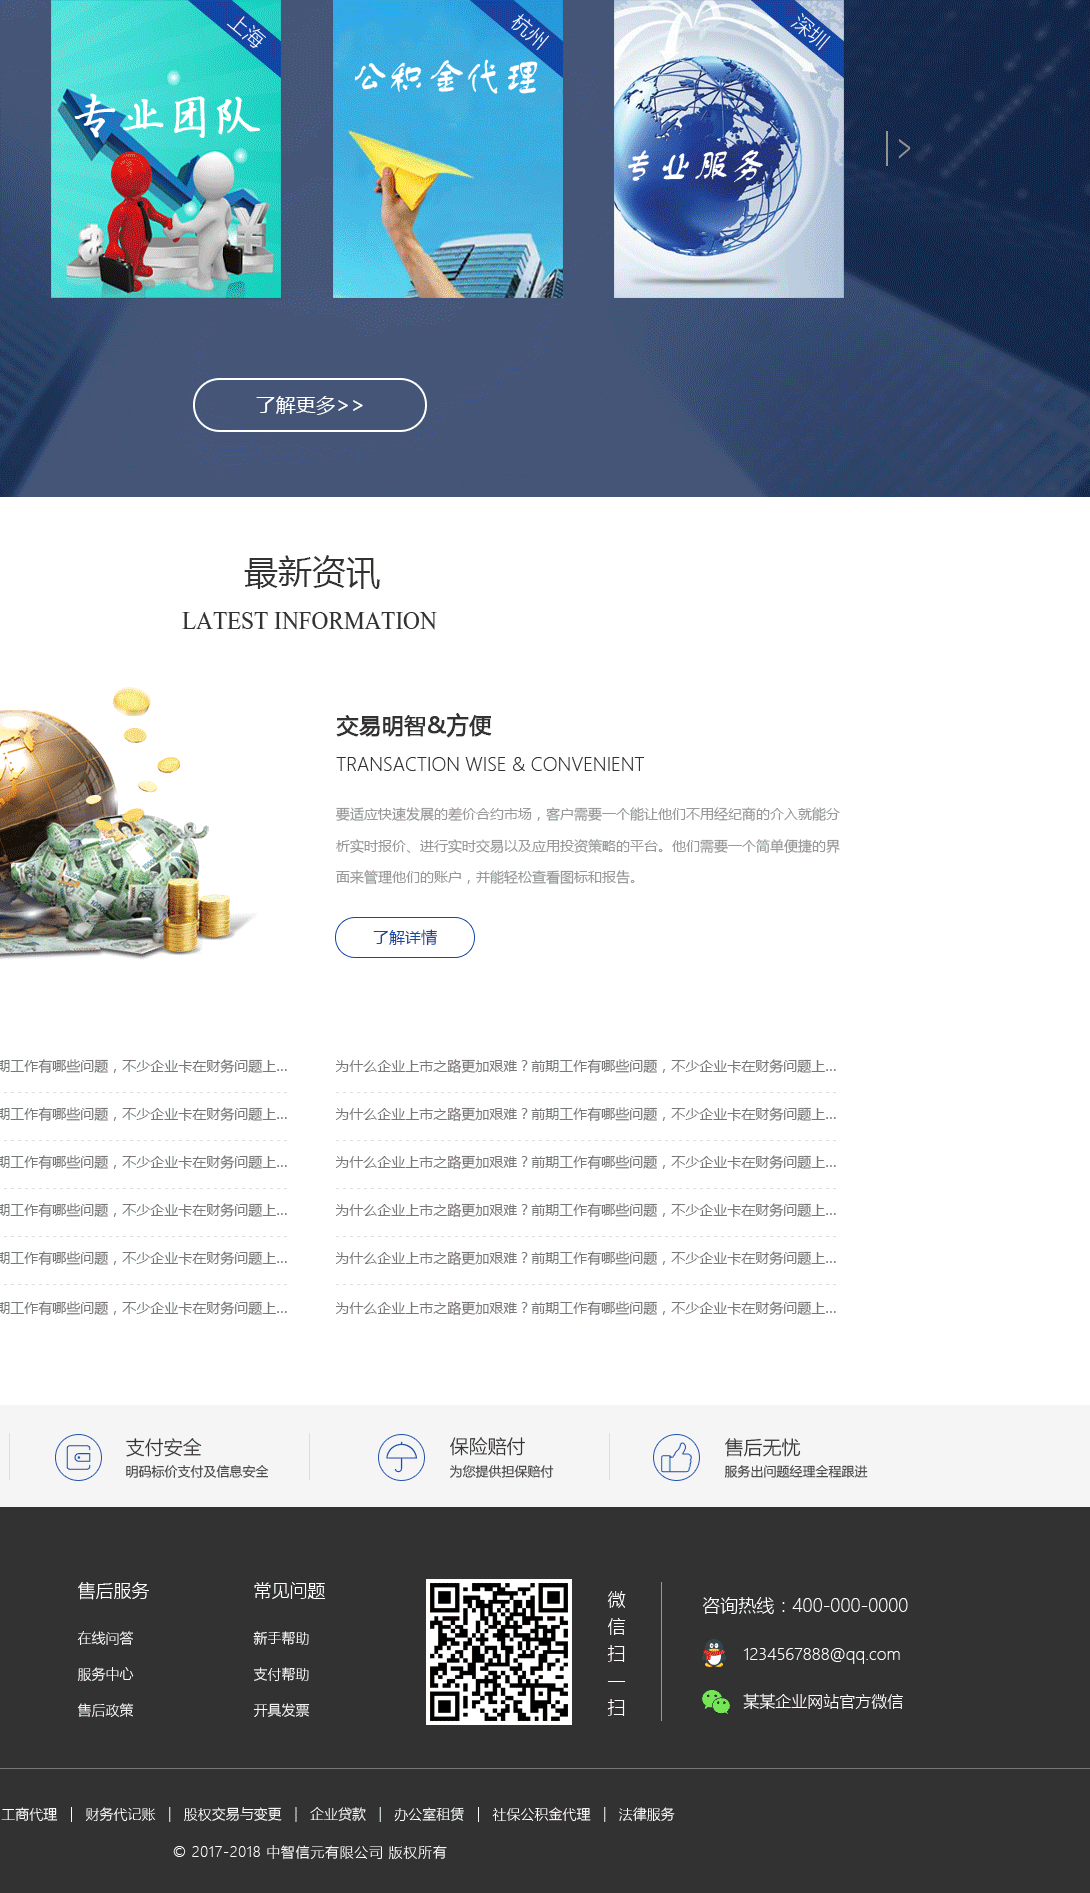 上海
杭州
深圳
专业团队
公积金代理
专业服务
了解更多>>
最新资讯
LATEST INFORMATION
交易明智&方便
TRANSACTION WISE & CONVENIENT
要适应快速发展的差价合约市场，客户需要一个能让他们不用经纪商的介入就能分
析实时报价、进行实时交易以及应用投资策略的平台。他们需要一个简单便捷的界
面来管理他们的账户，并能轻松查看图标和报告。
了解详情
期工作有哪些问题，不少企业卡在财务问题上... 为什么企业上市之路更加艰难？前期工作有哪些问题，不少企业卡在财务问题上...
期工作有哪些问题，不少企业卡在财务问题上... 为什么企业上市之路更加艰难？前期工作有哪些问题，不少企业卡在财务问题上...
期工作有哪些问题，不少企业卡在财务问题上... 为什么企业上市之路更加艰难？前期工作有哪些问题，不少企业卡在财务问题上...
期工作有哪些问题，不少企业卡在财务问题上... 为什么企业上市之路更加艰难？前期工作有哪些问题，不少企业卡在财务问题上...
期工作有哪些问题，不少企业卡在财务问题上... 为什么企业上市之路更加艰难？前期工作有哪些问题，不少企业卡在财务问题上...
期工作有哪些问题，不少企业卡在财务问题上... 为什么企业上市之路更加艰难？前期工作有哪些问题，不少企业卡在财务问题上...
支付安全
明码标价支付及信息安全
保险赔付
为您提供担保赔付
售后无忧
服务出问题经理全程跟进
售后服务
在线问答
服务中心
售后政策
常见问题
新手帮助
支付帮助
开具发票
微信扫一扫
咨询热线：400-000-0000
1234567888@qq.com
某某企业网站官方微信
工商代理 | 财务代记账 | 股权交易与变更 | 企业贷款 | 办公室租赁 | 社保公积金代理 | 法律服务
© 2017-2018 中智信元有限公司 版权所有